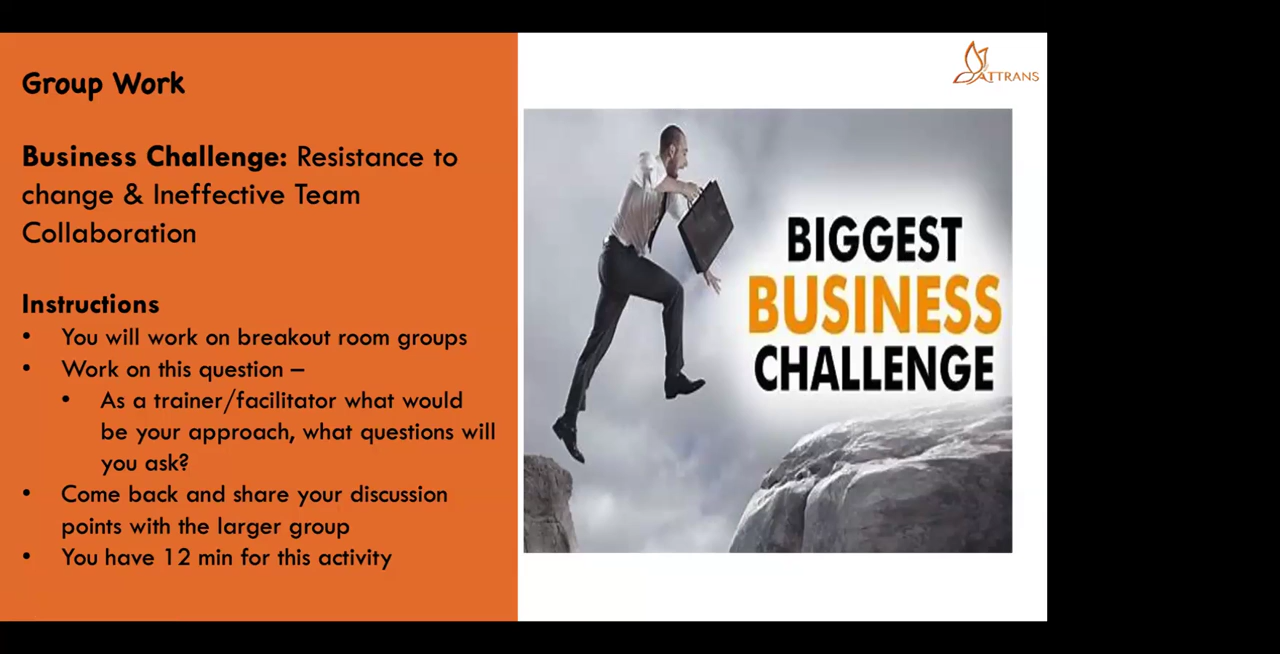 Group Work
Business Challenge: Resistance to
change & Ineffective Team
Collaboration
Instructions
• You will work on breakout room groups
• Work on this question –
• As a trainer/facilitator what would
be your approach, what questions will
you ask?
• Come back and share your discussion
points with the larger group
• You have 12 min for this activity
ATTRANS
BIGGEST
BUSINESS
CHALLENGE